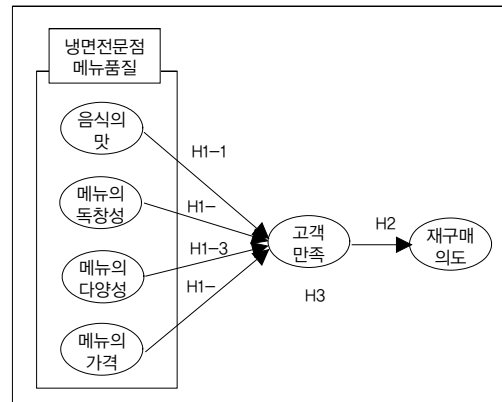 냉면전문점
메뉴품질
음식의
맛
H1-1
메뉴의
독창성
H1-
H1-3
메뉴의
다양성
H1-
메뉴의
가격
고객
만족
H2
재구매
의도
H3